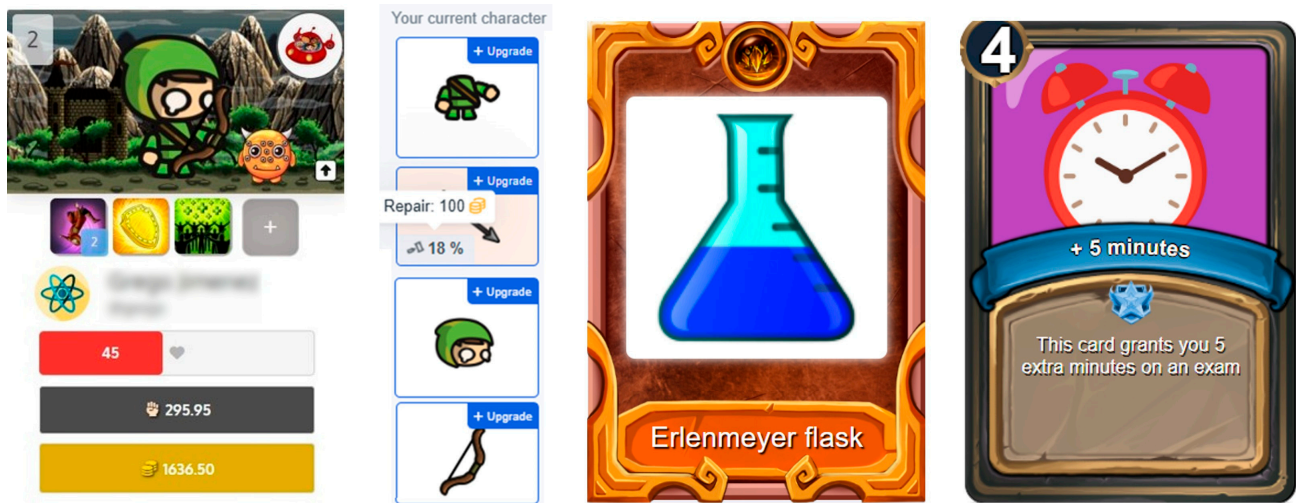 2
2
+
45
295.95
1636.50
Your current character
+ Upgrade
+ Upgrade
Repair: 100
18 %
+ Upgrade
+ Upgrade
Erlenmeyer flask
4
+ 5 minutes
This card grants you 5
extra minutes on an exam